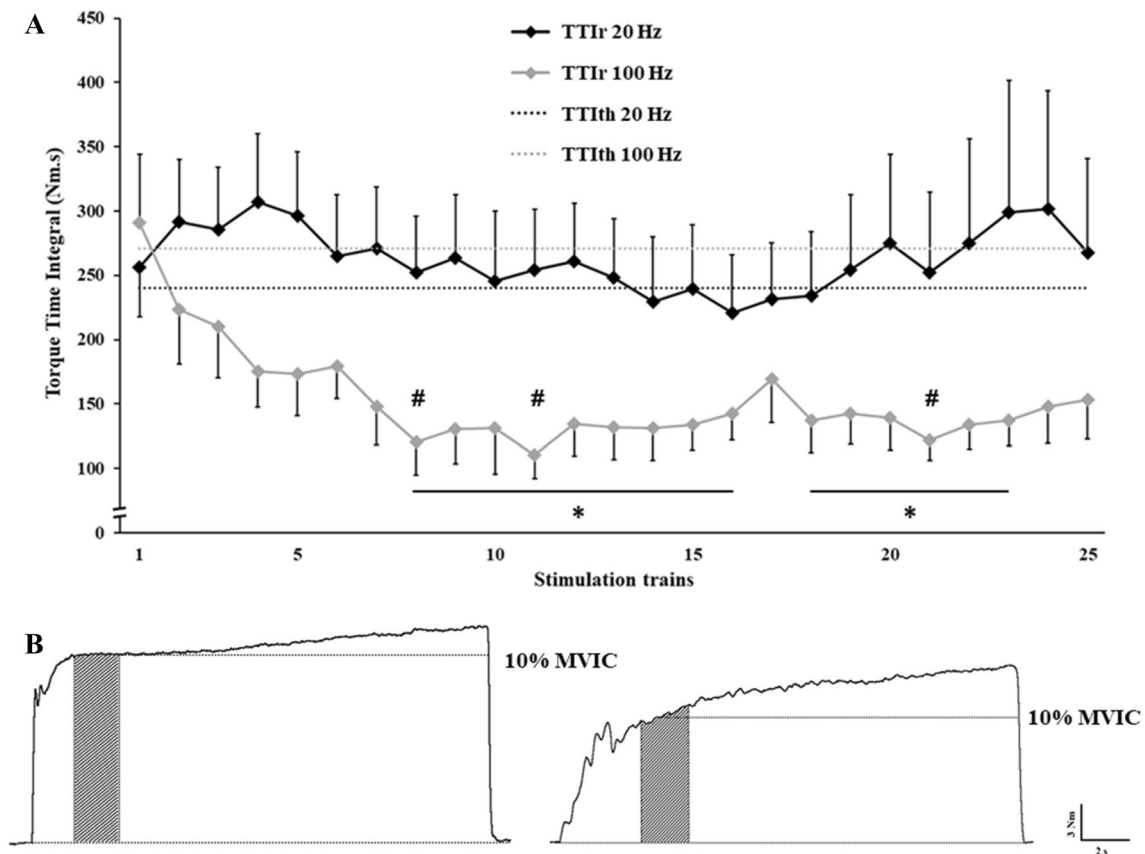 A
450
400
350
300
250
200
150
100
0
Torque Time Integral (Nm.s)
TTIr 20 Hz
TTIr 100 Hz
TTIth 20 Hz
TTIth 100 Hz
# # #
* *
1 5 10 15 20 25
Stimulation trains
B
10% MVIC
10% MVIC
3 Nm
2 s